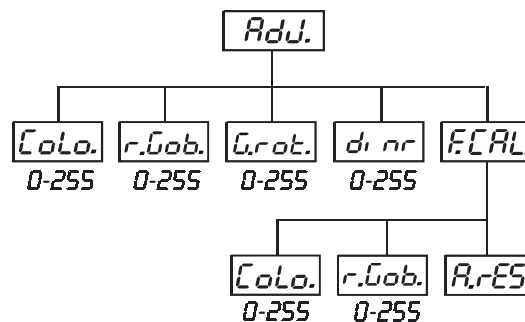 AdJ.
CoLo. r.Gob. G.rot. di nr F.CAL.
0-255 0-255 0-255 0-255
CoLo. r.Gob. A.rES
0-255 0-255